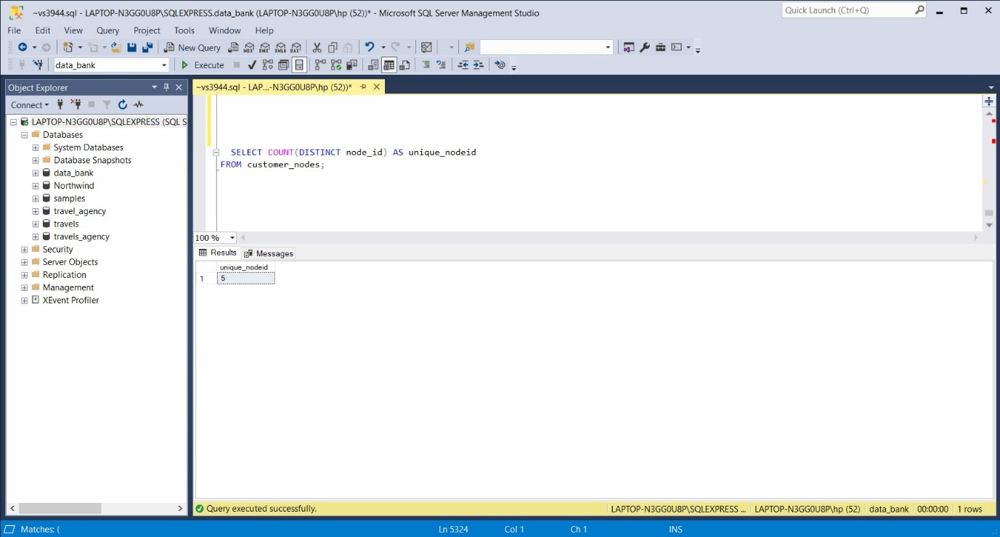 ~vs3944.sql - LAPTOP-N3GG0U8P\SQLEXPRESS.data_bank (LAPTOP-N3GG0U8P\hp (52))* - Microsoft SQL Server Management Studio
Quick Launch (Ctrl+Q)
File Edit View Query Project Tools Window Help
New Query
data_bank
Execute
Object Explorer
~vs3944.sql - LAP...-N3GG0U8P\hp (52))*
Connect
LAPTOP-N3GG0U8P\SQLEXPRESS (SQL S
Databases
System Databases
Database Snapshots
data_bank
Northwind
samples
travel_agency
travels
travels_agency
Security
Server Objects
Replication
Management
XEvent Profiler
SELECT COUNT(DISTINCT node_id) AS unique_nodeid
FROM customer_nodes;
100 %
Results Messages
unique_nodeid
1 5
Query executed successfully.
LAPTOP-N3GG0U8P\SQLEXPRESS ... LAPTOP-N3GG0U8P\hp (52) data_bank 00:00:00 1 rows
Matches: ( Ln 5324 Col 1 Ch 1 INS